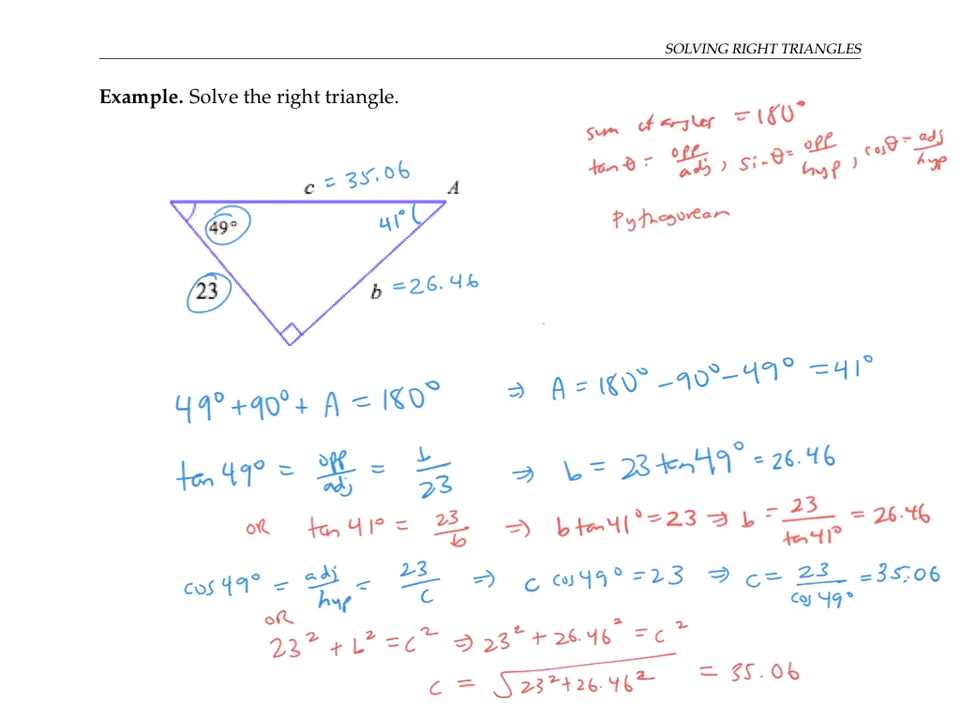 SOLVING RIGHT TRIANGLES
Example. Solve the right triangle.
sum of angles = 180°
tan θ = opp/adj, sin θ = opp/hyp, cos θ = adj/hyp
Pythagorean
c = 35.06
A
49°
41°
23
b = 26.46
49° + 90° + A = 180° ⇒ A = 180° − 90° − 49° = 41°
tan 49° = opp/adj = b/23 ⇒ b = 23 tan 49° = 26.46
OR tan 41° = 23/b ⇒ b tan 41° = 23 ⇒ b = 23/tan 41° = 26.46
cos 49° = adj/hyp = 23/c ⇒ c cos 49° = 23 ⇒ c = 23/cos 49° = 35.06
OR
23² + b² = c² ⇒ 23² + 26.46² = c²
c = √(23² + 26.46²) = 35.06